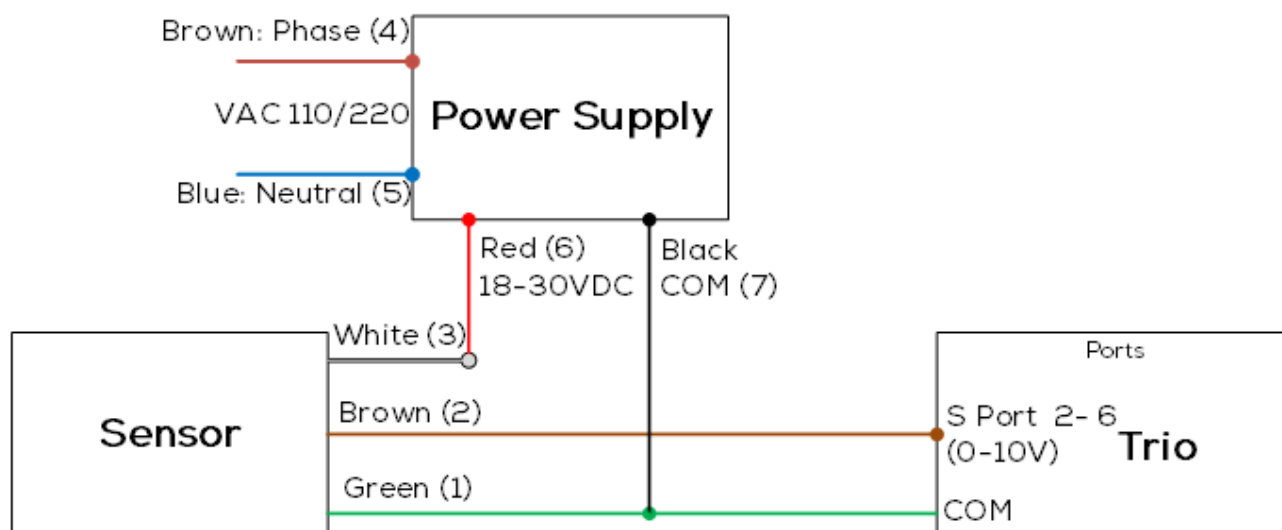 Brown: Phase (4)
VAC 110/220
Power Supply
Blue: Neutral (5)
Red (6)
18-30VDC
Black
COM (7)
White (3)
Ports
Brown (2)
Sensor
S Port 2- 6
(0-10V)
Trio
Green (1)
COM